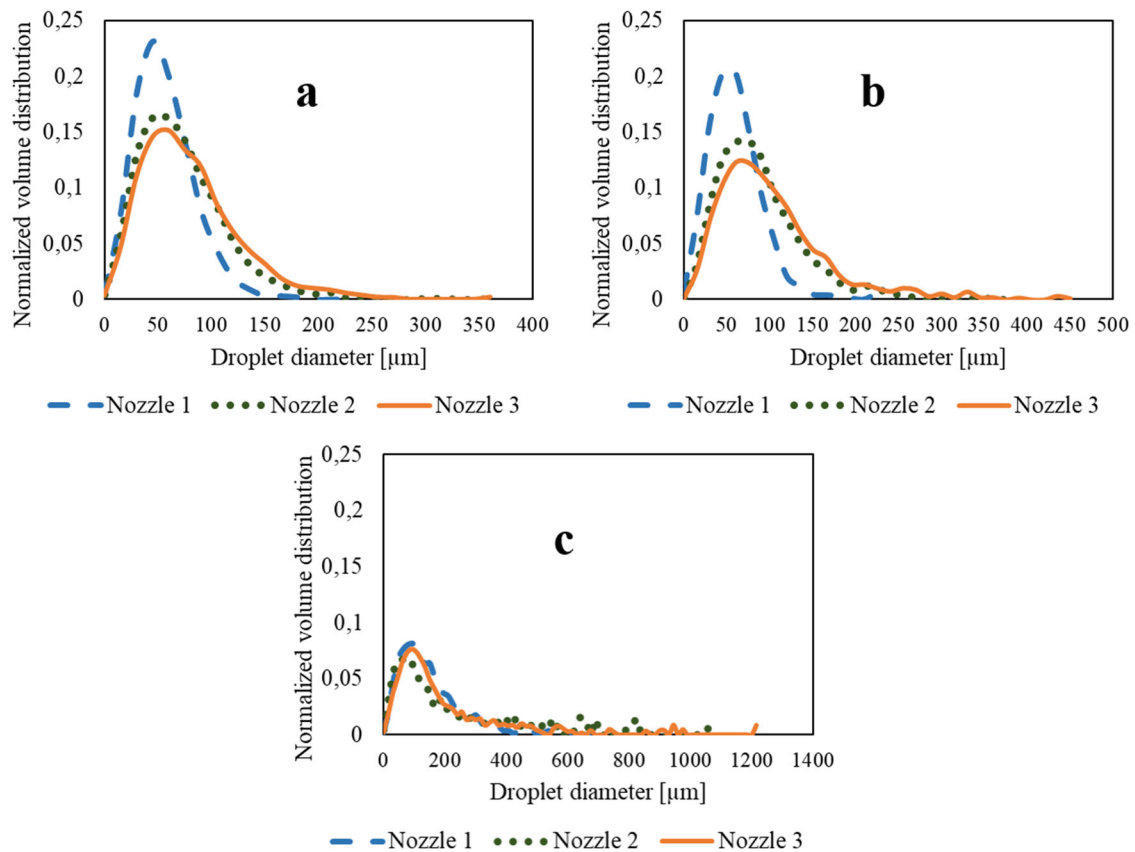 Normalized volume distribution
0,25
0,2
0,15
0,1
0,05
0
a
0 50 100 150 200 250 300 350 400
Droplet diameter [µm]
Nozzle 1 Nozzle 2 Nozzle 3
Normalized volume distribution
0,25
0,2
0,15
0,1
0,05
0
b
0 50 100 150 200 250 300 350 400 450 500
Droplet diameter [µm]
Nozzle 1 Nozzle 2 Nozzle 3
Normalized volume distribution
0,25
0,2
0,15
0,1
0,05
0
c
0 200 400 600 800 1000 1200 1400
Droplet diameter [µm]
Nozzle 1 Nozzle 2 Nozzle 3